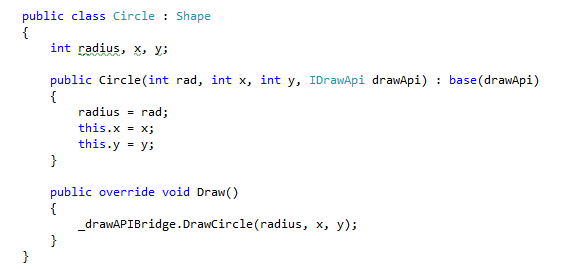 public class Circle : Shape
{
int radius, x, y;
public Circle(int rad, int x, int y, IDrawApi drawApi) : base(drawApi)
{
radius = rad;
this.x = x;
this.y = y;
}
public override void Draw()
{
_drawAPIBridge.DrawCircle(radius, x, y);
}
}